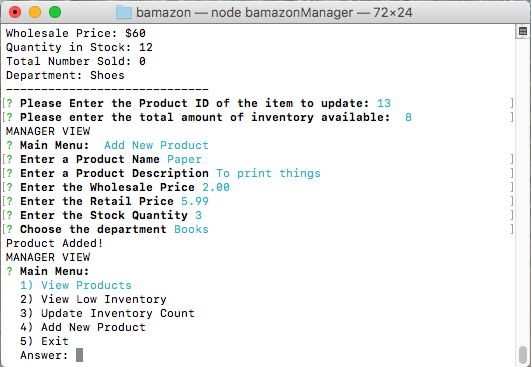 bamazon — node bamazonManager — 72×24
Wholesale Price: $60
Quantity in Stock: 12
Total Number Sold: 0
Department: Shoes
-----------------------------
[? Please Enter the Product ID of the item to update: 13 ]
[? Please enter the total amount of inventory available:  8 ]
MANAGER VIEW
? Main Menu:  Add New Product
[? Enter a Product Name Paper ]
[? Enter a Product Description To print things ]
[? Enter the Wholesale Price 2.00 ]
[? Enter the Retail Price 5.99 ]
[? Enter the Stock Quantity 3 ]
[? Choose the department Books ]
Product Added!
MANAGER VIEW
? Main Menu:
1) View Products
2) View Low Inventory
3) Update Inventory Count
4) Add New Product
5) Exit
Answer: